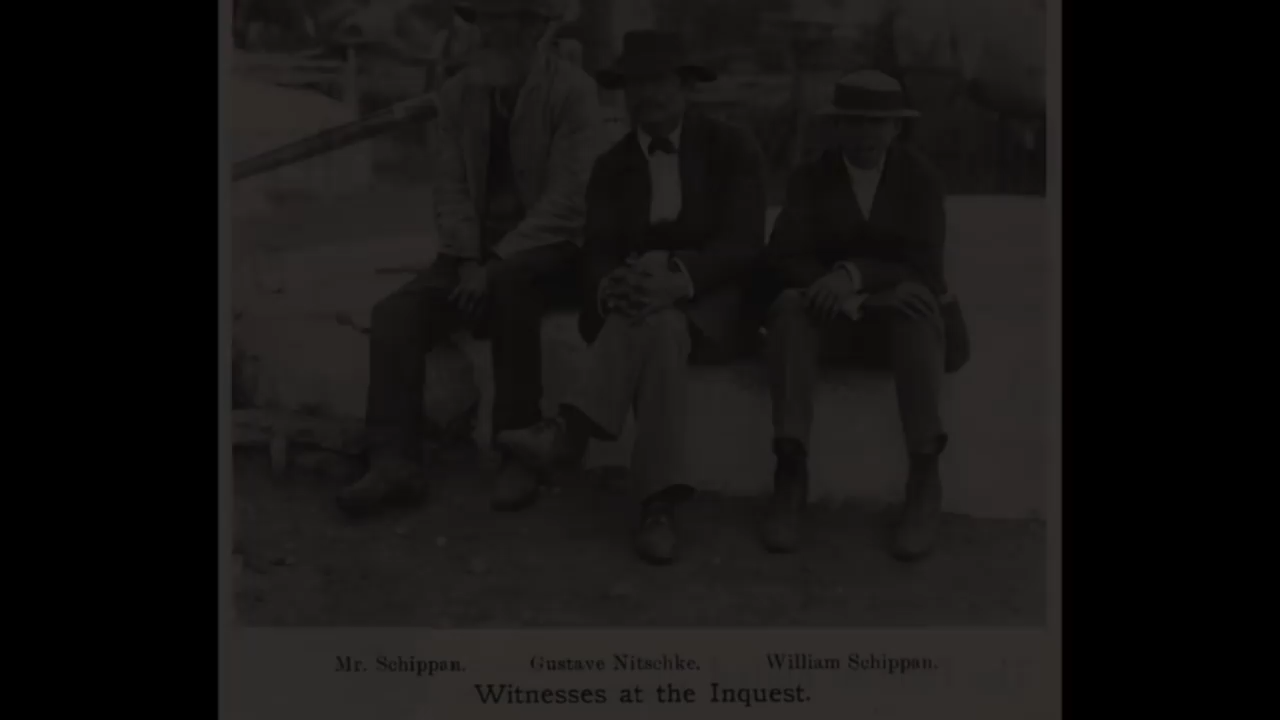 Mr. Schippan. Gustave Nitschke. William Schippan.
Witnesses at the Inquest.